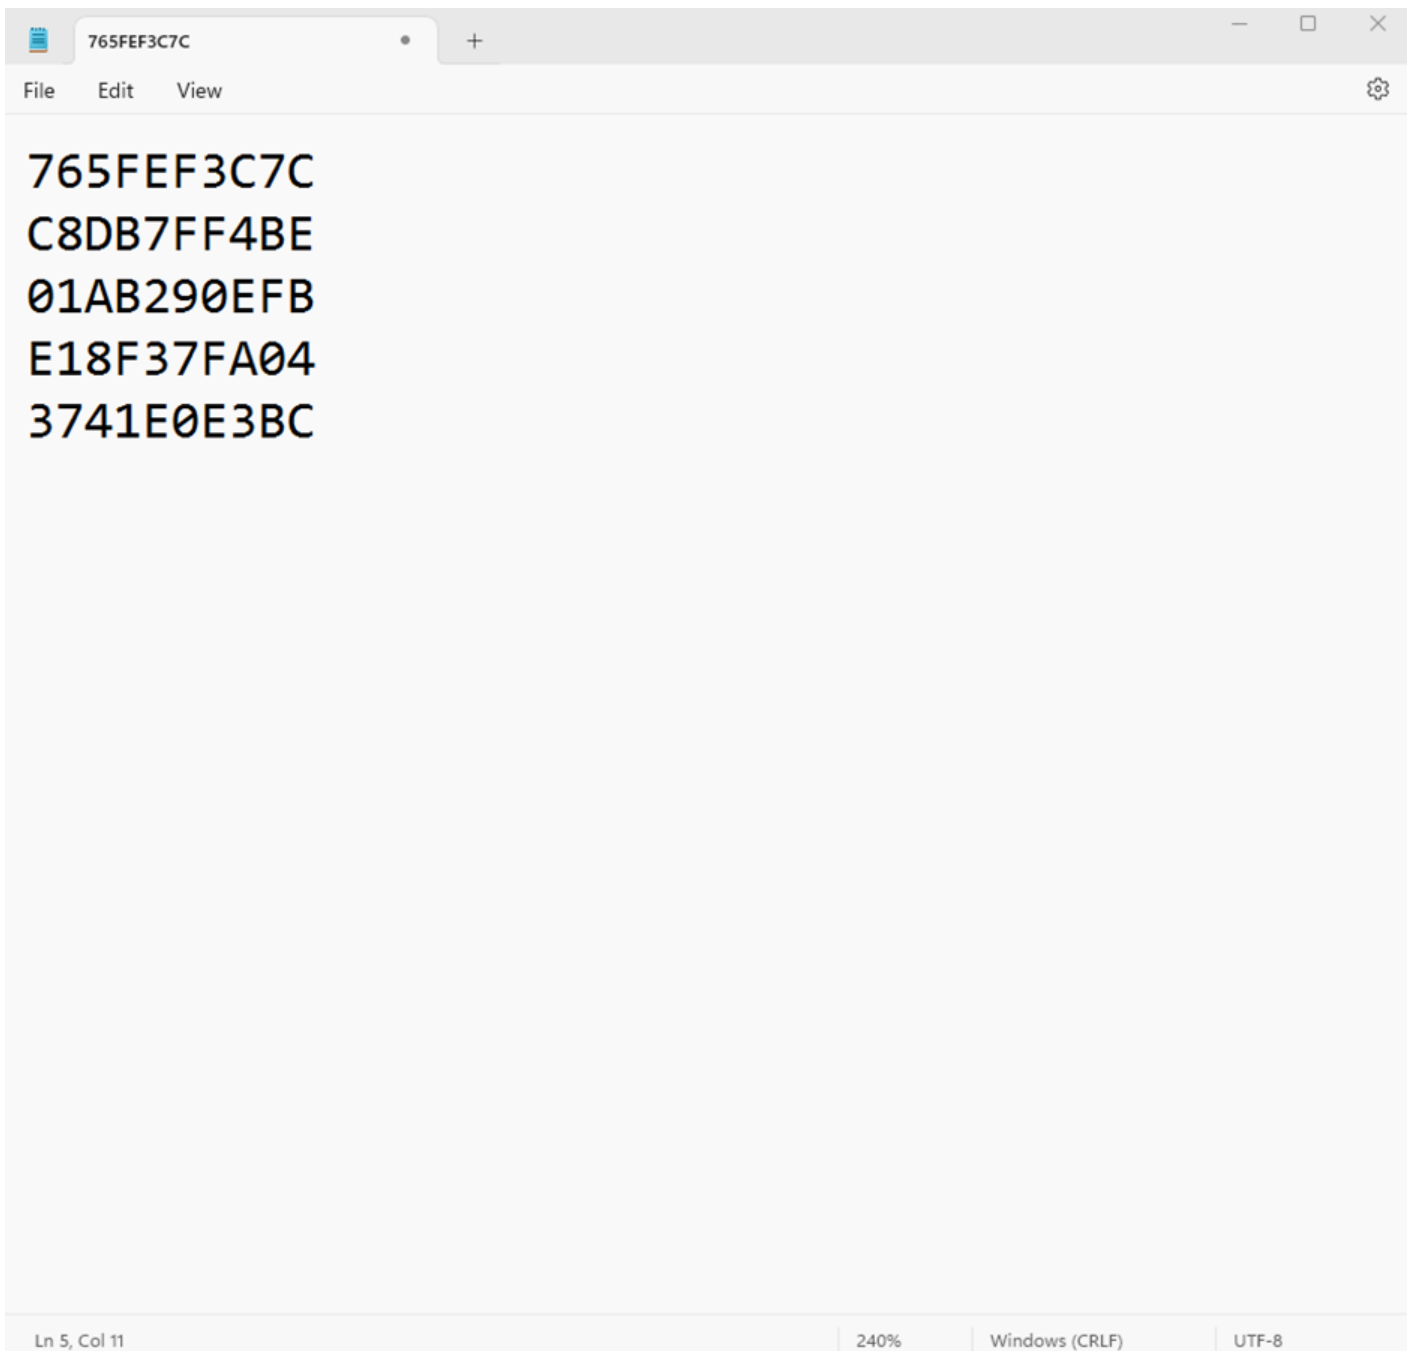 765FEF3C7C
File Edit View
765FEF3C7C
C8DB7FF4BE
01AB290EFB
E18F37FA04
3741E0E3BC
Ln 5, Col 11 240% Windows (CRLF) UTF-8